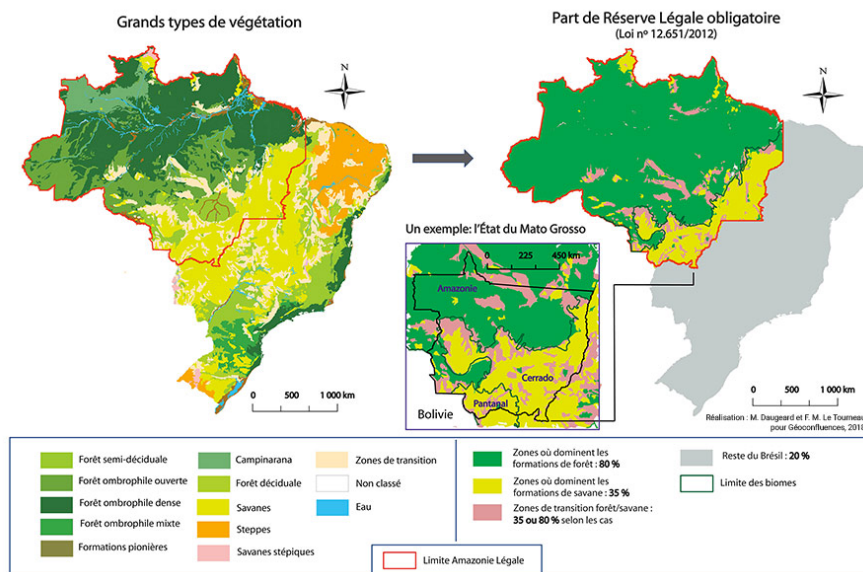 Grands types de végétation
Part de Réserve Légale obligatoire
(Loi nº 12.651/2012)
N
N
Un exemple: l'État du Mato Grosso
0 225 450 km
Amazonie
Cerrado
Pantanal
Bolivie
0 500 1 000 km
0 500 1 000 km
Réalisation : M. Daugeard et F. M. Le Tourneau
pour Géoconfluences, 2018
Forêt semi-déciduale
Forêt ombrophile ouverte
Forêt ombrophile dense
Forêt ombrophile mixte
Formations pionières
Campinarana
Forêt déciduale
Savanes
Steppes
Savanes stépiques
Zones de transition
Non classé
Eau
Zones où dominent les
formations de forêt : 80 %
Zones où dominent les
formations de savane : 35 %
Zones de transition forêt/savane :
35 ou 80 % selon les cas
Reste du Brésil : 20 %
Limite des biomes
Limite Amazonie Légale